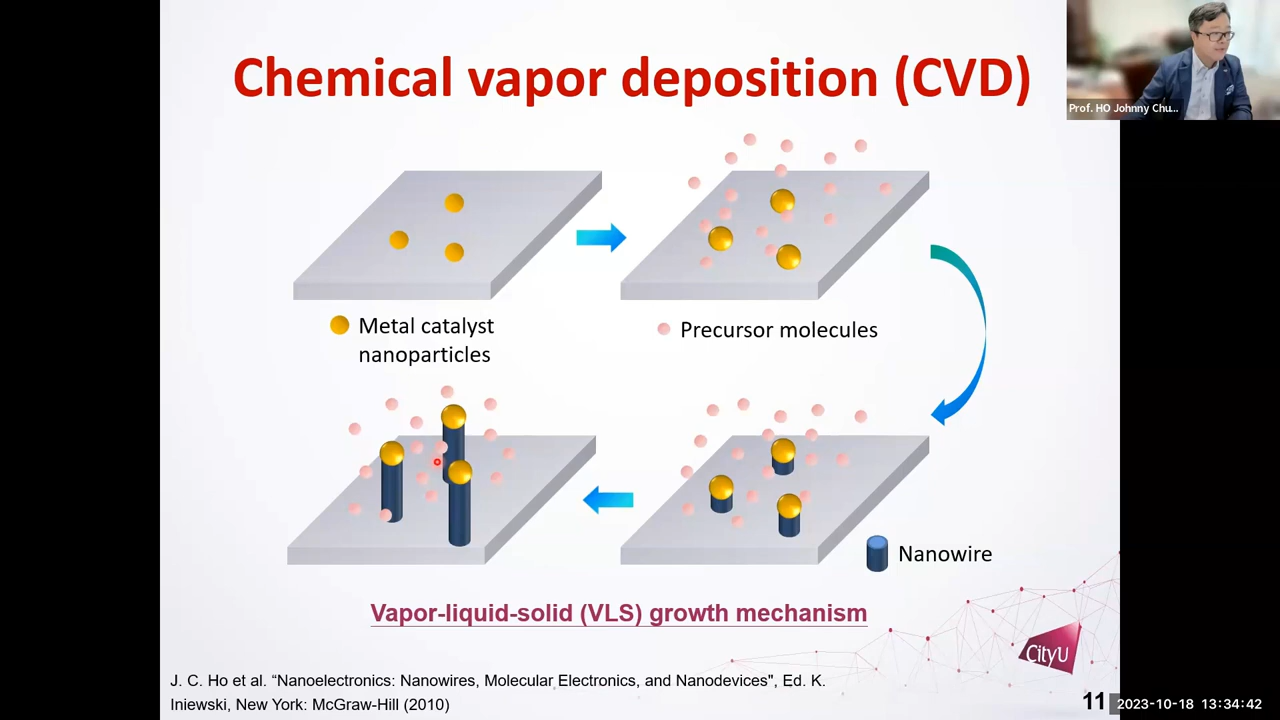 Chemical vapor deposition (CVD)
Prof. HO Johnny Chu...
Metal catalyst
nanoparticles
Precursor molecules
Nanowire
Vapor-liquid-solid (VLS) growth mechanism
CityU
J. C. Ho et al. “Nanoelectronics: Nanowires, Molecular Electronics, and Nanodevices", Ed. K.
Iniewski, New York: McGraw-Hill (2010)
11
2023-10-18 13:34:42